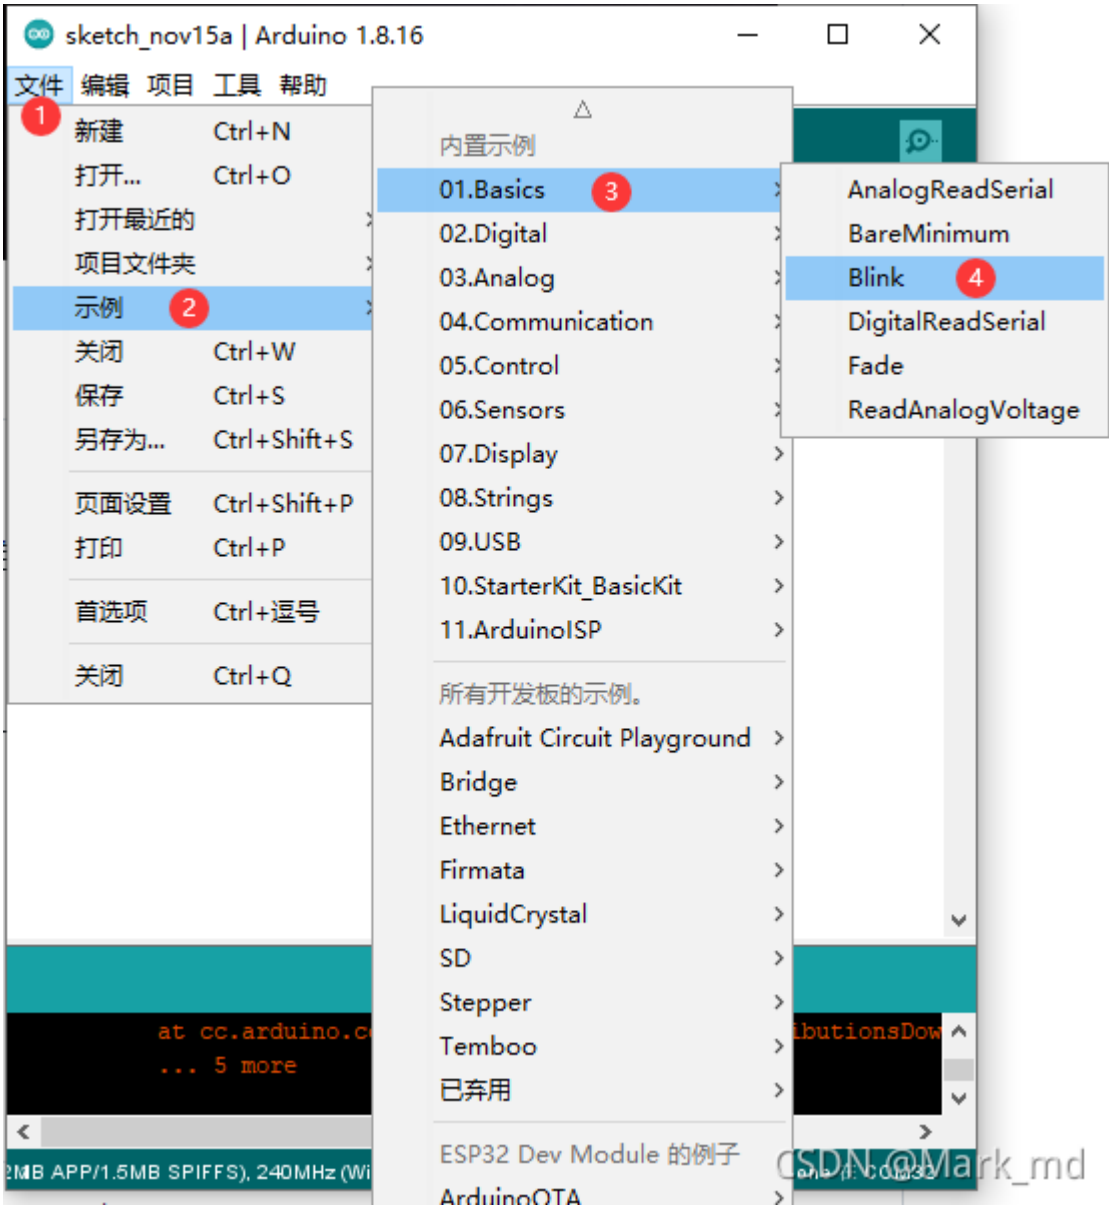 sketch_nov15a | Arduino 1.8.16
文件 编辑 项目 工具 帮助
1
新建 Ctrl+N
打开... Ctrl+O
打开最近的
项目文件夹
示例 2
关闭 Ctrl+W
保存 Ctrl+S
另存为... Ctrl+Shift+S
页面设置 Ctrl+Shift+P
打印 Ctrl+P
首选项 Ctrl+逗号
关闭 Ctrl+Q
内置示例
01.Basics 3
02.Digital
03.Analog
04.Communication
05.Control
06.Sensors
07.Display
08.Strings
09.USB
10.StarterKit_BasicKit
11.ArduinoISP
所有开发板的示例。
Adafruit Circuit Playground
Bridge
Ethernet
Firmata
LiquidCrystal
SD
Stepper
Temboo
已弃用
ESP32 Dev Module 的例子
ArduinoOTA
AnalogReadSerial
BareMinimum
Blink 4
DigitalReadSerial
Fade
ReadAnalogVoltage
at cc.arduino.co ibutionsDow
... 5 more
2MB APP/1.5MB SPIFFS), 240MHz (Wi
CSDN @Mark_md